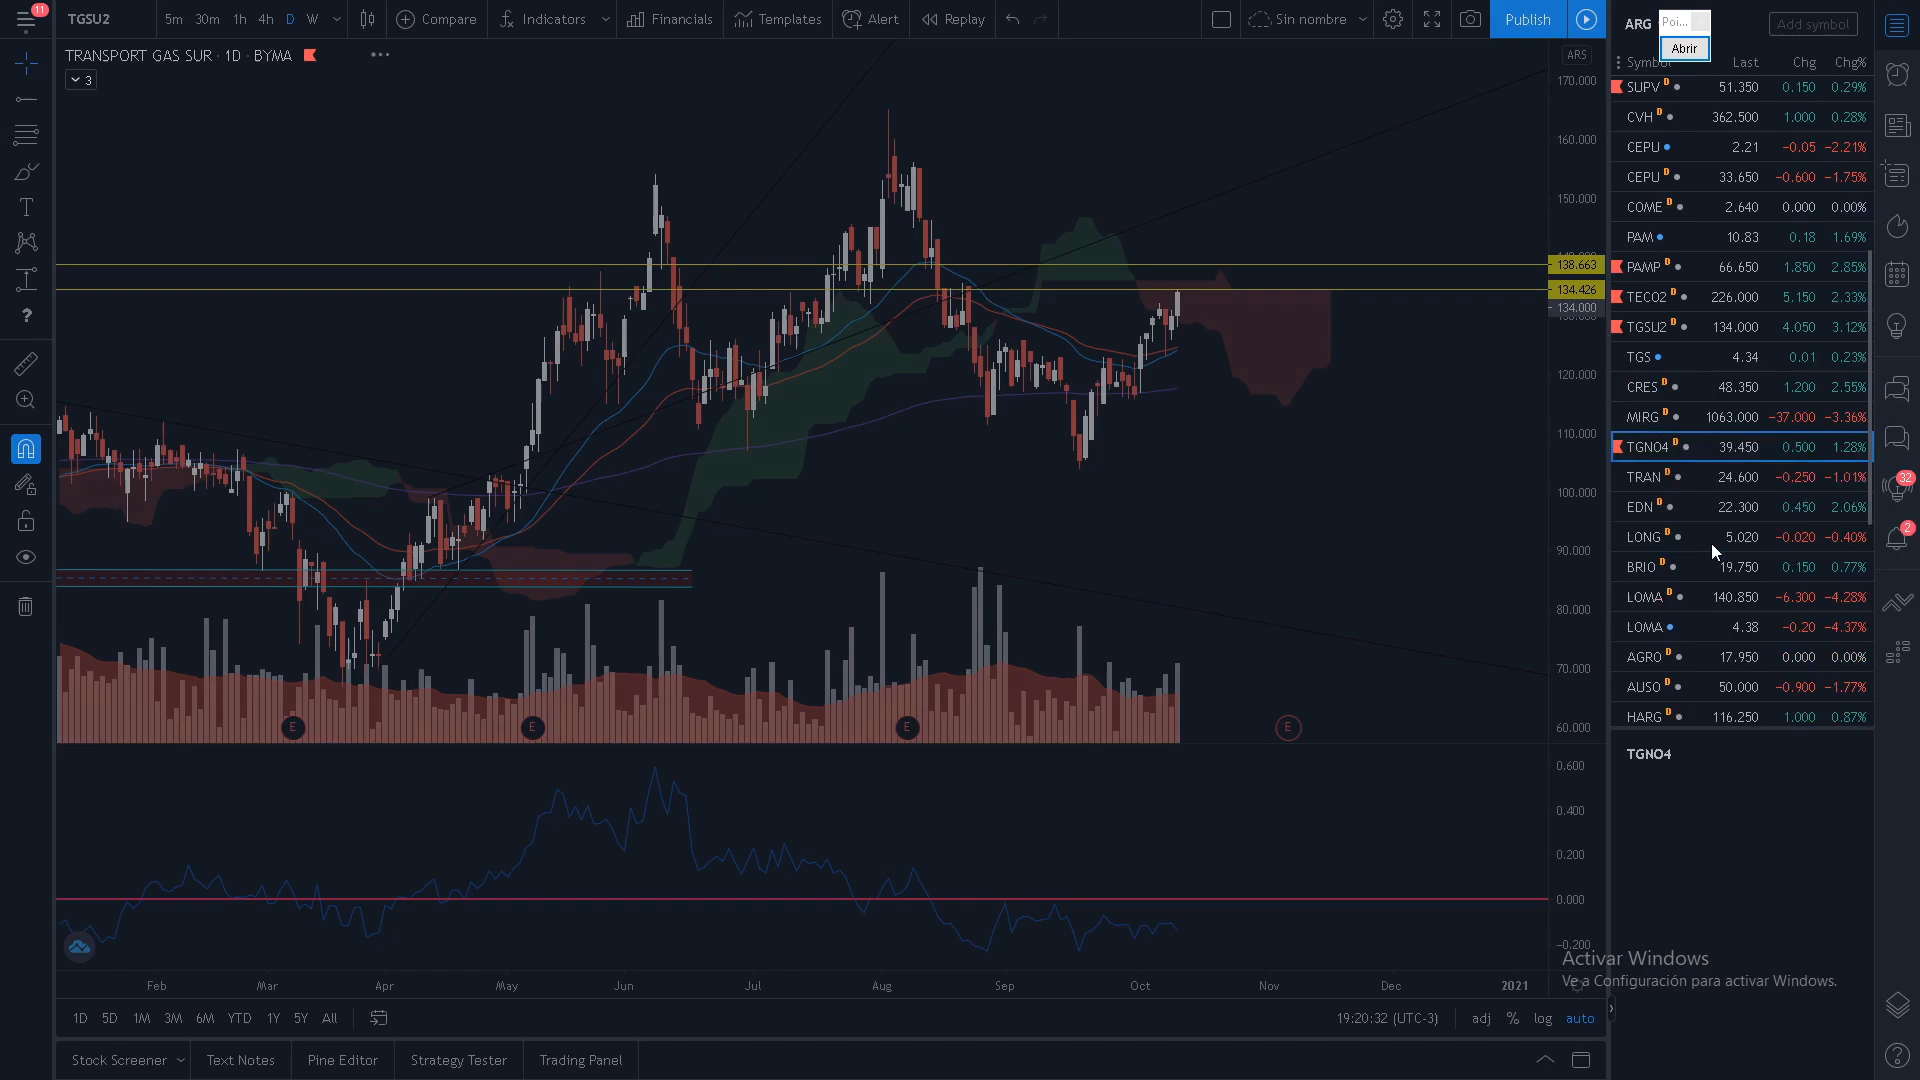 11
TGSU2 5m 30m 1h 4h D W Compare Indicators Financials Templates Alert Replay Sin nombre Publish
ARG Poi... Add symbol
Abrir
TRANSPORT GAS SUR · 1D · BYMA
3
ARS
Symbol Last Chg Chg%
SUPV D 51.350 0.150 0.29%
CVH D 362.500 1.000 0.28%
CEPU 2.21 −0.05 −2.21%
CEPU D 33.650 −0.600 −1.75%
COME D 2.640 0.000 0.00%
PAM 10.83 0.18 1.69%
PAMP D 66.650 1.850 2.85%
TECO2 D 226.000 5.150 2.33%
TGSU2 D 134.000 4.050 3.12%
TGS 4.34 0.01 0.23%
CRES D 48.350 1.200 2.55%
MIRG D 1063.000 −37.000 −3.36%
TGNO4 D 39.450 0.500 1.28%
TRAN D 24.600 −0.250 −1.01%
EDN D 22.300 0.450 2.06%
LONG D 5.020 −0.020 −0.40%
BRIO D 19.750 0.150 0.77%
LOMA D 140.850 −6.300 −4.28%
LOMA 4.38 −0.20 −4.37%
AGRO D 17.950 0.000 0.00%
AUSO D 50.000 −0.900 −1.77%
HARG D 116.250 1.000 0.87%
TGNO4
32
2
170.000
160.000
150.000
138.663
134.426
134.000
120.000
110.000
100.000
90.000
80.000
70.000
60.000
E E E E
0.600
0.400
0.200
0.000
−0.200
Activar Windows
Ve a Configuración para activar Windows.
Feb Mar Apr May Jun Jul Aug Sep Oct Nov Dec 2021
1D 5D 1M 3M 6M YTD 1Y 5Y All 19:20:32 (UTC-3) adj % log auto
Stock Screener Text Notes Pine Editor Strategy Tester Trading Panel